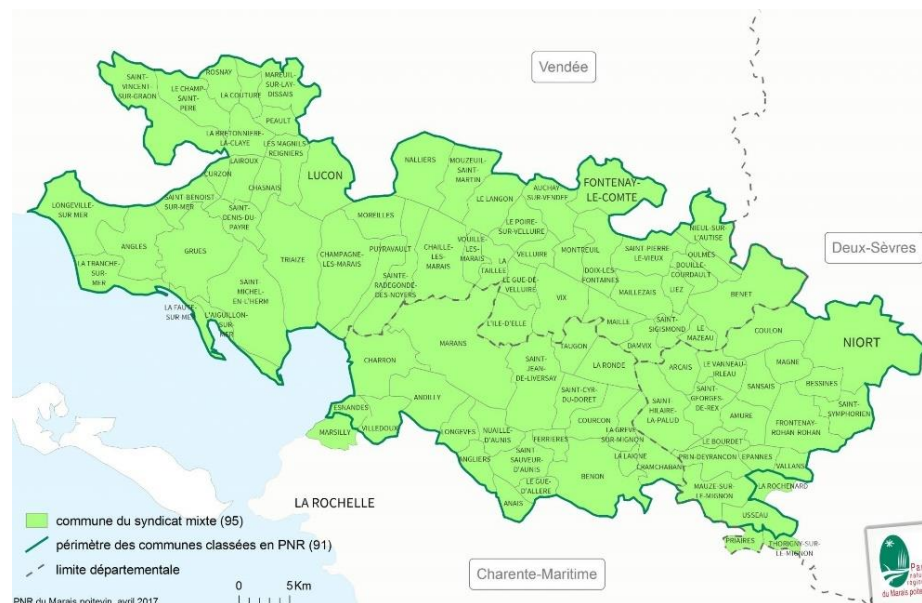 Vendée
SAINT-
VINCENT-
SUR-GRAON
LE CHAMP-
SAINT-
PERE
ROSNAY
LA COUTURE
MAREUIL-
SUR-LAY-
DISSAIS
PEAULT
LA BRETONNIERE-
LA-CLAYE
LES MAGNILS-
REIGNIERS
LAIROUX
CURZON
CHASNAIS
LUCON
NALLIERS
MOUZEUIL-
SAINT-
MARTIN
LE LANGON
AUCHAY-
SUR-VENDEE
FONTENAY-
LE-COMTE
LONGEVILLE-
SUR MER
SAINT-BENOIST-
SUR-MER
SAINT-
DENIS-DU-
PAYRE
MOREILLES
LE POIRE-
SUR-VELLUIRE
NIEUL-SUR-
L'AUTISE
Deux-Sèvres
ANGLES
GRUES
TRIAIZE
CHAMPAGNE-
LES-MARAIS
PUYRAVAULT
CHAILLE-
LES-
MARAIS
VOUILLE-
LES-
MARAIS
LA
TAILLEE
VELLUIRE
MONTREUIL
SAINT-PIERRE-
LE-VIEUX
OULMES
BOUILLE-
COURDAULT
LA TRANCHE-
SUR-
MER
SAINT-
MICHEL-
EN-L'HERM
SAINTE-
RADEGONDE-
DES-NOYERS
LE GUE-DE-
VELLUIRE
VIX
DOIX-LES-
FONTAINES
MAILLEZAIS
LIEZ
BENET
LA FAUTE-
SUR-MER
L'AIGUILLON-
SUR-
MER
L'ILE-D'ELLE
MAILLE
SAINT-
SIGISMOND
LE
MAZEAU
COULON
NIORT
CHARRON
MARANS
TAUGON
DAMVIX
SAINT-
JEAN-
DE-LIVERSAY
LA RONDE
ARCAIS
LE VANNEAU-
IRLEAU
MAGNE
BESSINES
ANDILLY
SAINT-CYR-
DU-DORET
SAINT-
HILAIRE-
LA-PALUD
SAINT-
GEORGES-
DE-REX
SANSAIS
SAINT-
SYMPHORIEN
ESNANDES
MARSILLY
VILLEDOUX
LONGEVES
NUAILLE-
D'AUNIS
FERRIERES
COURCON
LA GREVE-
SUR-MIGNON
AMURE
FRONTENAY-
ROHAN-ROHAN
ANGLIERS
SAINT-
SAUVEUR-
D'AUNIS
LA LAIGNE
CRAMCHABAN
LE BOURDET
PRIN-DEYRANCON
EPANNES
VALLANS
LE GUE-
D'ALLERE
ANAIS
BENON
MAUZE-SUR-
LE-MIGNON
LA ROCHENARD
USSEAU
PRIAIRES
THORIGNY-SUR-
LE-MIGNON
LA ROCHELLE
Charente-Maritime
commune du syndicat mixte (95)
périmètre des communes classées en PNR (91)
limite départementale
0 5Km
PNR du Marais poitevin, avril 2017
du Marais poitevin